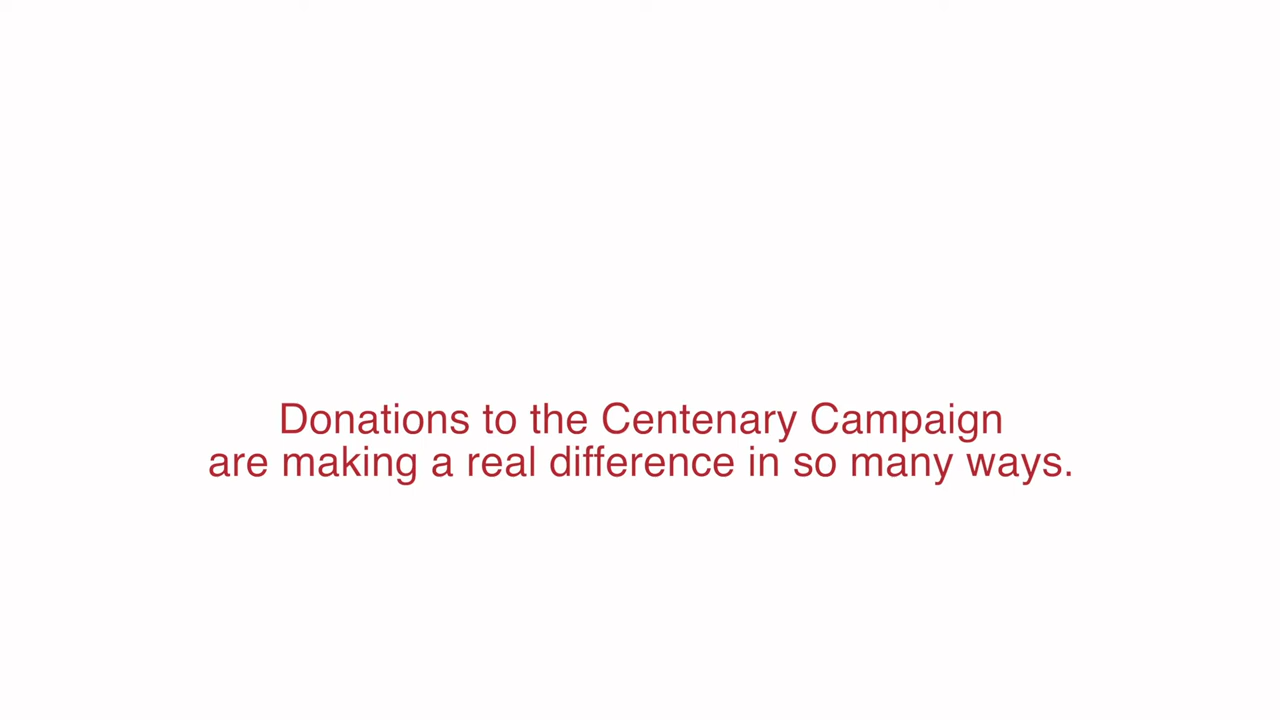 Donations to the Centenary Campaign
are making a real difference in so many ways.